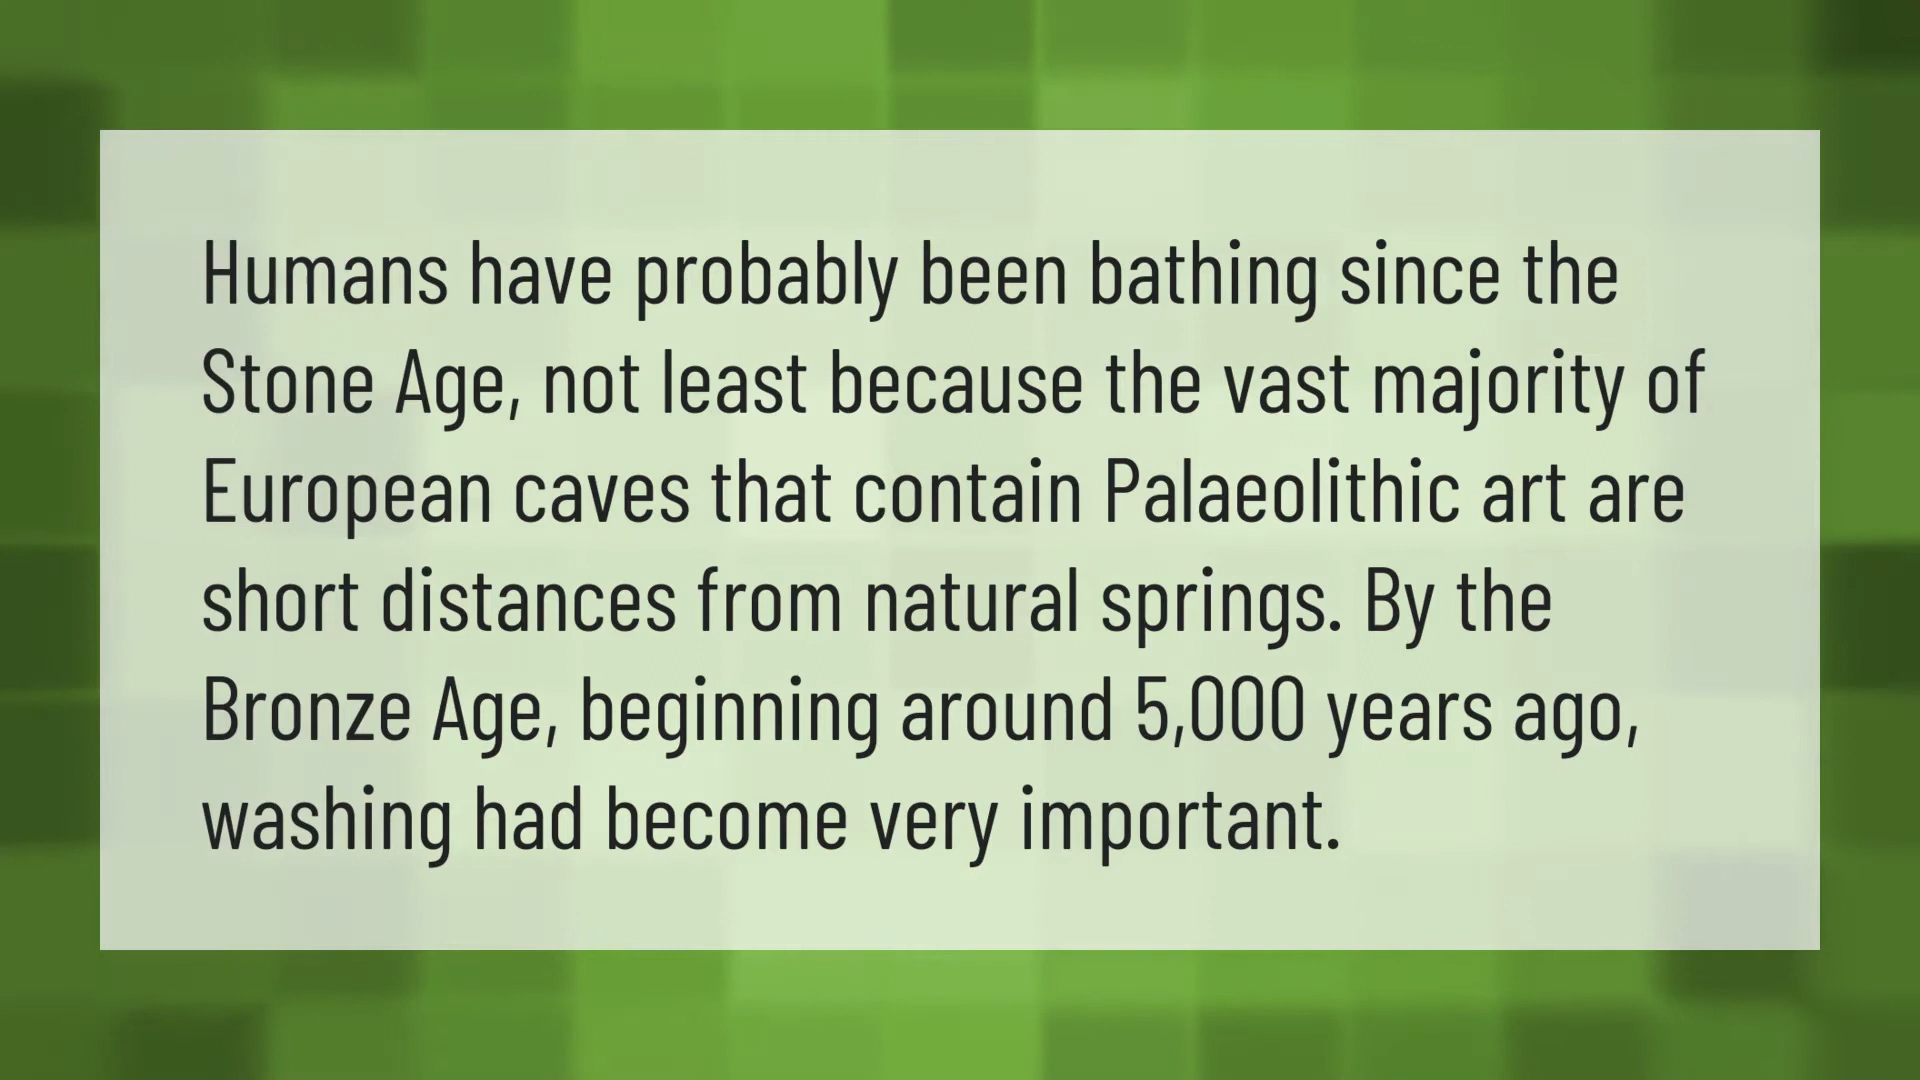 Humans have probably been bathing since the
Stone Age, not least because the vast majority of
European caves that contain Palaeolithic art are
short distances from natural springs. By the
Bronze Age, beginning around 5,000 years ago,
washing had become very important.